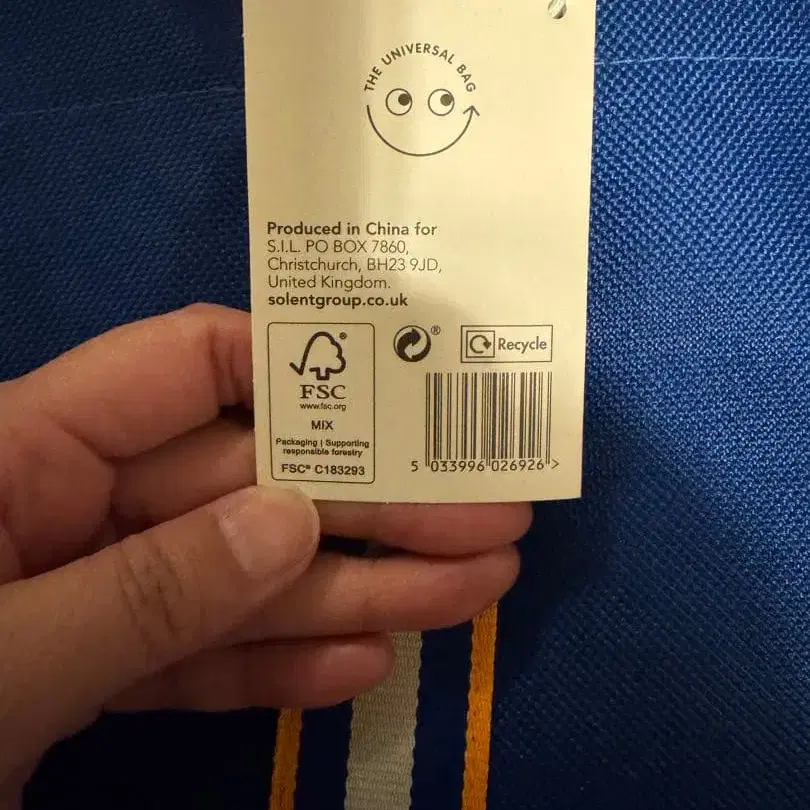 THE UNIVERSAL BAG
Produced in China for
S.I.L. PO BOX 7860,
Christchurch, BH23 9JD,
United Kingdom.
solentgroup.co.uk
®
FSC
www.fsc.org
MIX
Packaging | Supporting
responsible forestry
FSC® C183293
®
Recycle
5 033996 026926 >